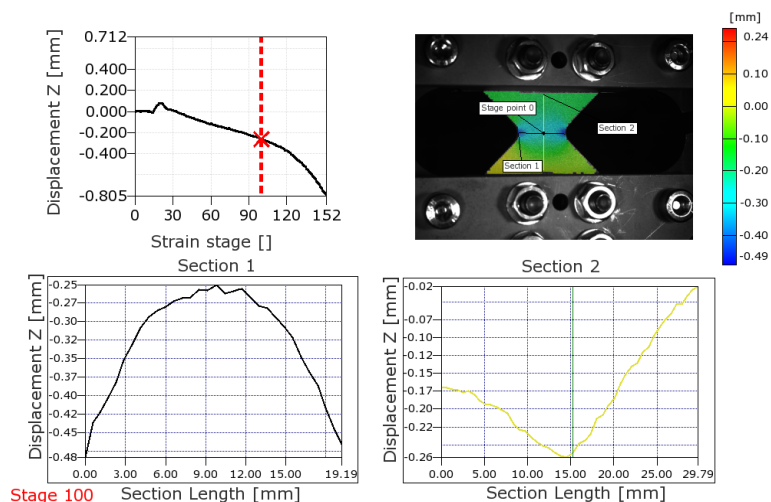 [mm]
0.24
0.10
0.00
-0.10
-0.20
-0.30
-0.40
-0.49
Displacement Z [mm]
0.712
0.400
0.200
0.000
-0.200
-0.400
-0.805
0 30 60 90 120 152
Strain stage []
Stage point 0
Section 2
Section 1
Section 1
Displacement Z [mm]
-0.25
-0.27
-0.30
-0.32
-0.35
-0.37
-0.40
-0.42
-0.45
-0.48
0.00 3.00 6.00 9.00 12.00 15.00 19.19
Section Length [mm]
Section 2
Displacement Z [mm]
-0.02
-0.07
-0.10
-0.12
-0.15
-0.17
-0.20
-0.22
-0.26
0.00 5.00 10.00 15.00 20.00 25.00 29.79
Section Length [mm]
Stage 100